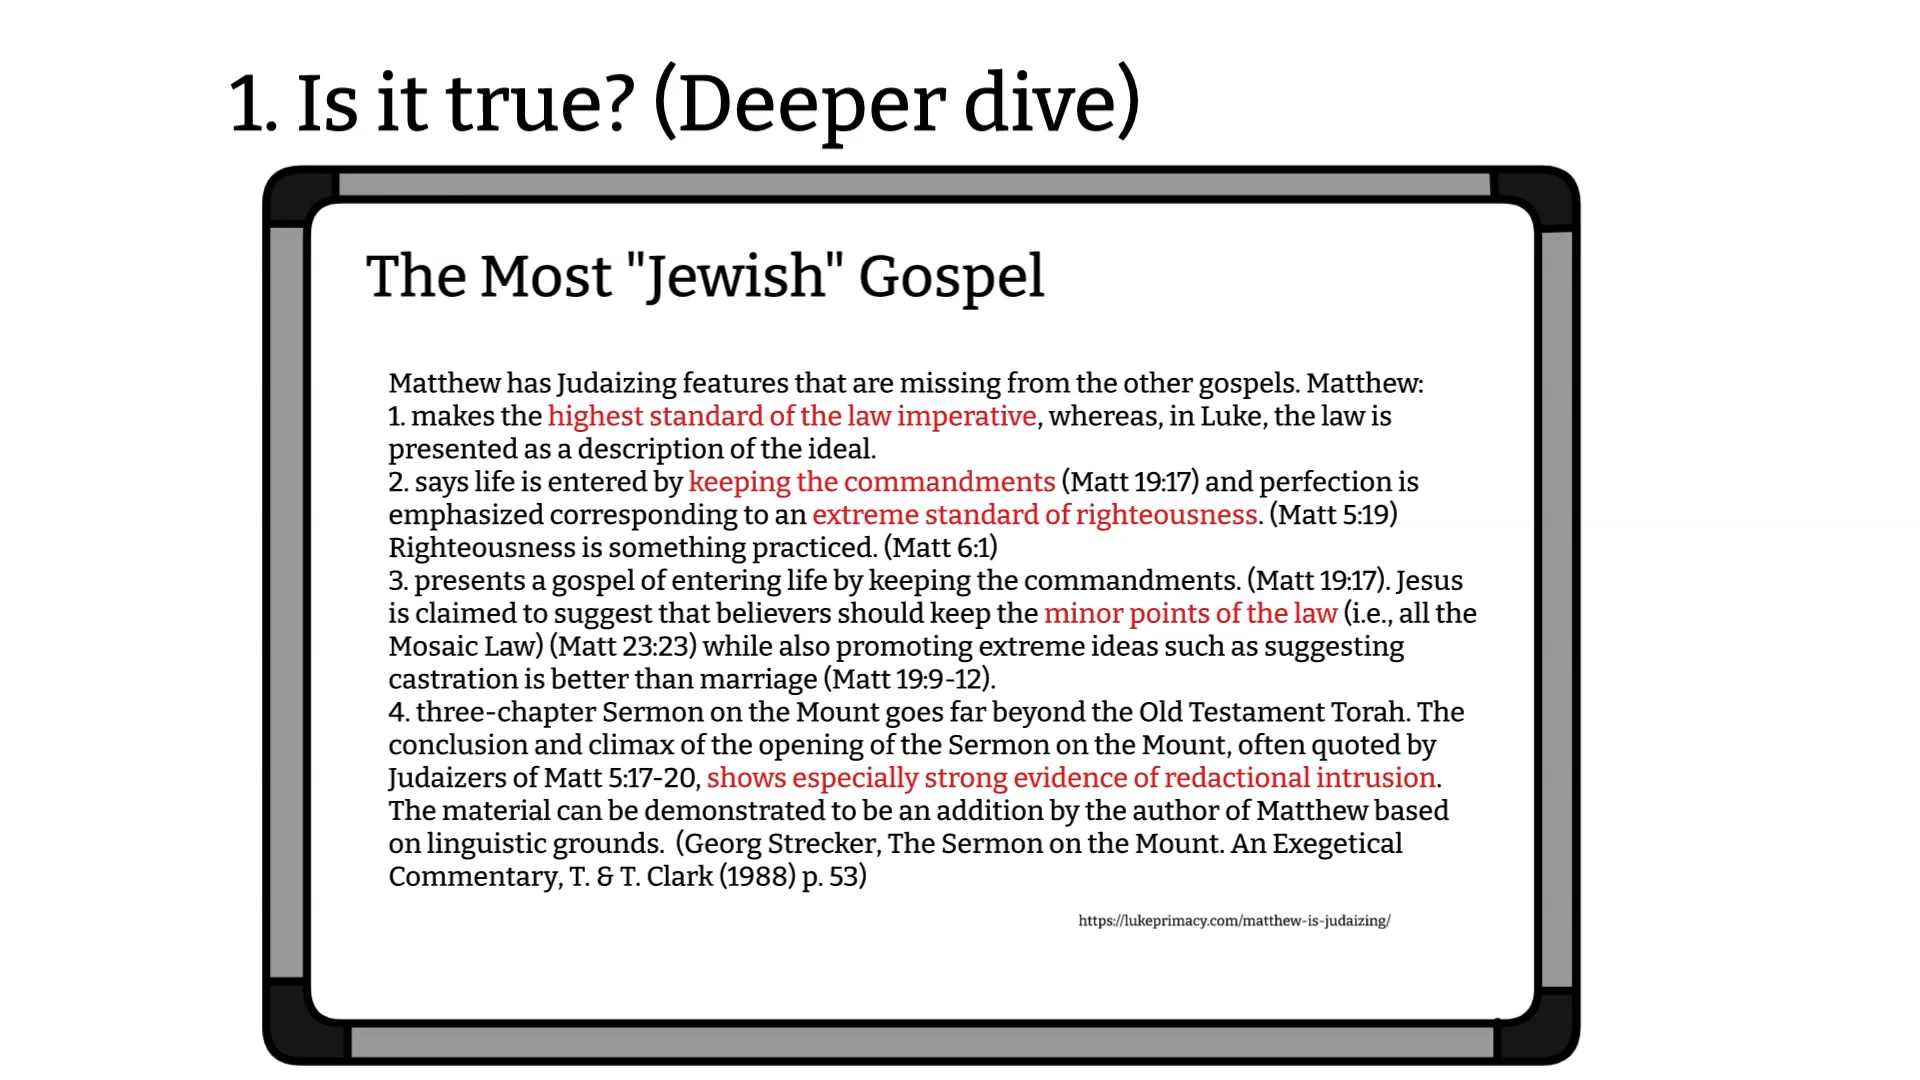 1. Is it true? (Deeper dive)
The Most "Jewish" Gospel
Matthew has Judaizing features that are missing from the other gospels. Matthew:
1. makes the highest standard of the law imperative, whereas, in Luke, the law is
presented as a description of the ideal.
2. says life is entered by keeping the commandments (Matt 19:17) and perfection is
emphasized corresponding to an extreme standard of righteousness. (Matt 5:19)
Righteousness is something practiced. (Matt 6:1)
3. presents a gospel of entering life by keeping the commandments. (Matt 19:17). Jesus
is claimed to suggest that believers should keep the minor points of the law (i.e., all the
Mosaic Law) (Matt 23:23) while also promoting extreme ideas such as suggesting
castration is better than marriage (Matt 19:9-12).
4. three-chapter Sermon on the Mount goes far beyond the Old Testament Torah. The
conclusion and climax of the opening of the Sermon on the Mount, often quoted by
Judaizers of Matt 5:17-20, shows especially strong evidence of redactional intrusion.
The material can be demonstrated to be an addition by the author of Matthew based
on linguistic grounds. (Georg Strecker, The Sermon on the Mount. An Exegetical
Commentary, T. & T. Clark (1988) p. 53)
https://lukeprimacy.com/matthew-is-judaizing/